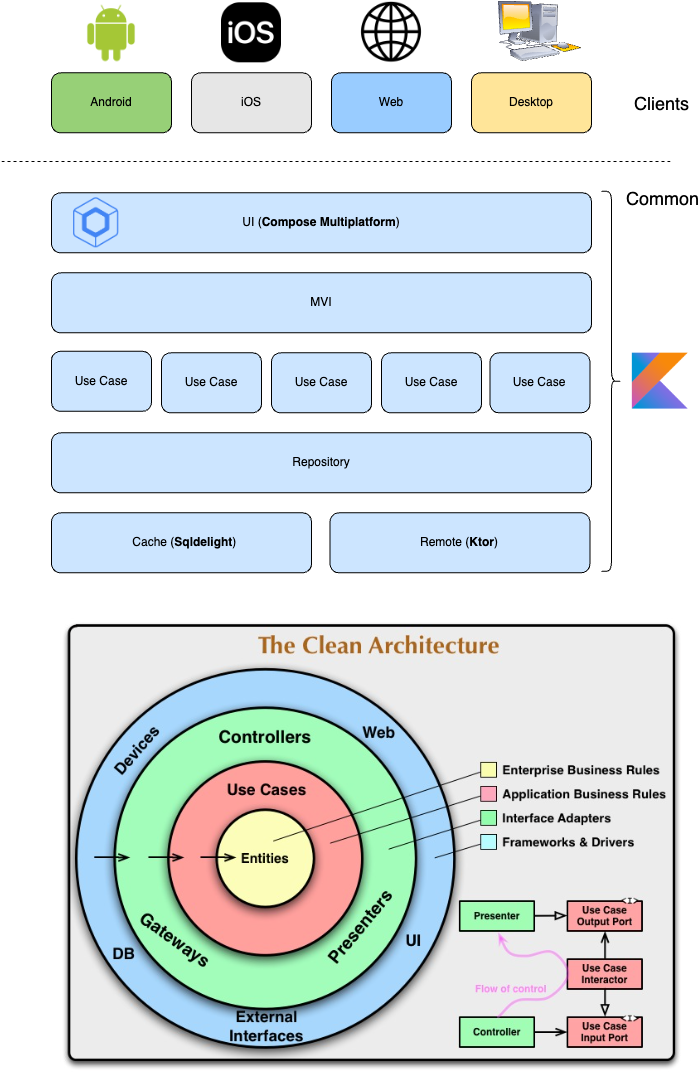 iOS
Android
iOS
Web
Desktop
Clients
Common
UI (Compose Multiplatform)
MVI
Use Case
Use Case
Use Case
Use Case
Use Case
Repository
Cache (Sqldelight)
Remote (Ktor)
The Clean Architecture
Devices
Web
Controllers
Use Cases
Entities
Gateways
Presenters
DB
UI
External
Interfaces
Enterprise Business Rules
Application Business Rules
Interface Adapters
Frameworks & Drivers
Presenter
Use Case
Output Port
Use Case
Interactor
Flow of control
Controller
Use Case
Input Port